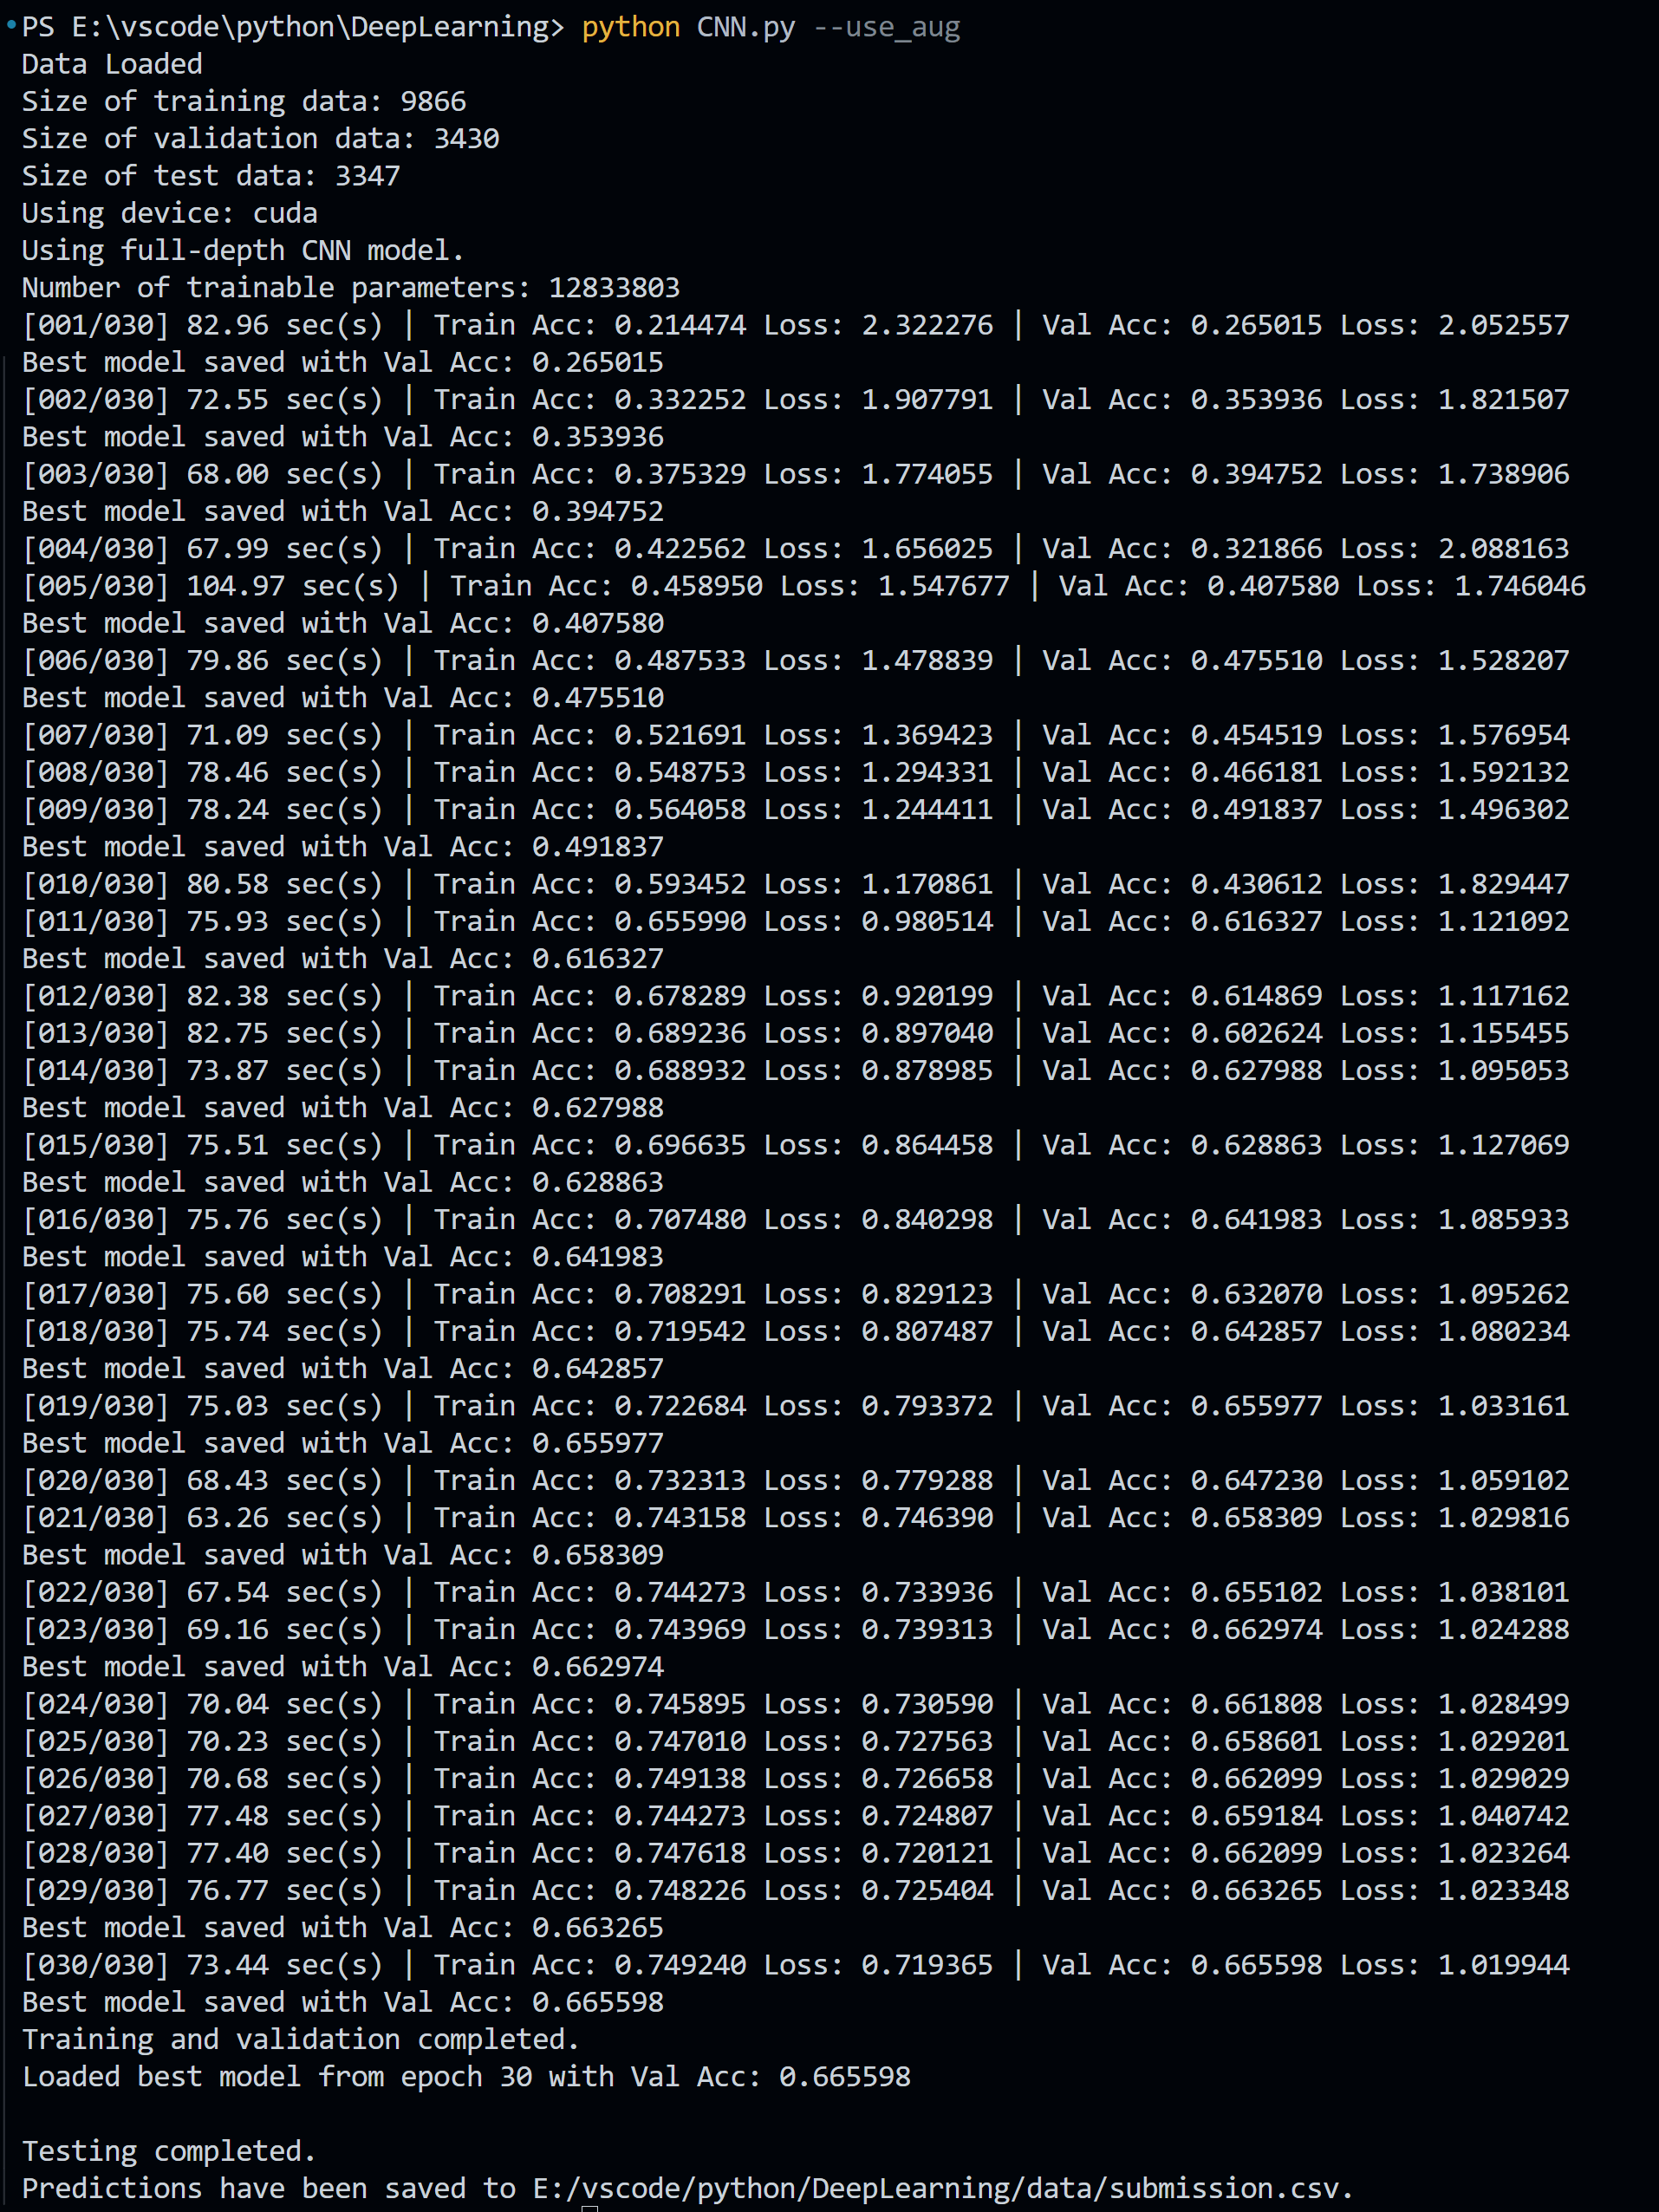 PS E:\vscode\python\DeepLearning> python CNN.py --use_aug
Data Loaded
Size of training data: 9866
Size of validation data: 3430
Size of test data: 3347
Using device: cuda
Using full-depth CNN model.
Number of trainable parameters: 12833803
[001/030] 82.96 sec(s) | Train Acc: 0.214474 Loss: 2.322276 | Val Acc: 0.265015 Loss: 2.052557
Best model saved with Val Acc: 0.265015
[002/030] 72.55 sec(s) | Train Acc: 0.332252 Loss: 1.907791 | Val Acc: 0.353936 Loss: 1.821507
Best model saved with Val Acc: 0.353936
[003/030] 68.00 sec(s) | Train Acc: 0.375329 Loss: 1.774055 | Val Acc: 0.394752 Loss: 1.738906
Best model saved with Val Acc: 0.394752
[004/030] 67.99 sec(s) | Train Acc: 0.422562 Loss: 1.656025 | Val Acc: 0.321866 Loss: 2.088163
[005/030] 104.97 sec(s) | Train Acc: 0.458950 Loss: 1.547677 | Val Acc: 0.407580 Loss: 1.746046
Best model saved with Val Acc: 0.407580
[006/030] 79.86 sec(s) | Train Acc: 0.487533 Loss: 1.478839 | Val Acc: 0.475510 Loss: 1.528207
Best model saved with Val Acc: 0.475510
[007/030] 71.09 sec(s) | Train Acc: 0.521691 Loss: 1.369423 | Val Acc: 0.454519 Loss: 1.576954
[008/030] 78.46 sec(s) | Train Acc: 0.548753 Loss: 1.294331 | Val Acc: 0.466181 Loss: 1.592132
[009/030] 78.24 sec(s) | Train Acc: 0.564058 Loss: 1.244411 | Val Acc: 0.491837 Loss: 1.496302
Best model saved with Val Acc: 0.491837
[010/030] 80.58 sec(s) | Train Acc: 0.593452 Loss: 1.170861 | Val Acc: 0.430612 Loss: 1.829447
[011/030] 75.93 sec(s) | Train Acc: 0.655990 Loss: 0.980514 | Val Acc: 0.616327 Loss: 1.121092
Best model saved with Val Acc: 0.616327
[012/030] 82.38 sec(s) | Train Acc: 0.678289 Loss: 0.920199 | Val Acc: 0.614869 Loss: 1.117162
[013/030] 82.75 sec(s) | Train Acc: 0.689236 Loss: 0.897040 | Val Acc: 0.602624 Loss: 1.155455
[014/030] 73.87 sec(s) | Train Acc: 0.688932 Loss: 0.878985 | Val Acc: 0.627988 Loss: 1.095053
Best model saved with Val Acc: 0.627988
[015/030] 75.51 sec(s) | Train Acc: 0.696635 Loss: 0.864458 | Val Acc: 0.628863 Loss: 1.127069
Best model saved with Val Acc: 0.628863
[016/030] 75.76 sec(s) | Train Acc: 0.707480 Loss: 0.840298 | Val Acc: 0.641983 Loss: 1.085933
Best model saved with Val Acc: 0.641983
[017/030] 75.60 sec(s) | Train Acc: 0.708291 Loss: 0.829123 | Val Acc: 0.632070 Loss: 1.095262
[018/030] 75.74 sec(s) | Train Acc: 0.719542 Loss: 0.807487 | Val Acc: 0.642857 Loss: 1.080234
Best model saved with Val Acc: 0.642857
[019/030] 75.03 sec(s) | Train Acc: 0.722684 Loss: 0.793372 | Val Acc: 0.655977 Loss: 1.033161
Best model saved with Val Acc: 0.655977
[020/030] 68.43 sec(s) | Train Acc: 0.732313 Loss: 0.779288 | Val Acc: 0.647230 Loss: 1.059102
[021/030] 63.26 sec(s) | Train Acc: 0.743158 Loss: 0.746390 | Val Acc: 0.658309 Loss: 1.029816
Best model saved with Val Acc: 0.658309
[022/030] 67.54 sec(s) | Train Acc: 0.744273 Loss: 0.733936 | Val Acc: 0.655102 Loss: 1.038101
[023/030] 69.16 sec(s) | Train Acc: 0.743969 Loss: 0.739313 | Val Acc: 0.662974 Loss: 1.024288
Best model saved with Val Acc: 0.662974
[024/030] 70.04 sec(s) | Train Acc: 0.745895 Loss: 0.730590 | Val Acc: 0.661808 Loss: 1.028499
[025/030] 70.23 sec(s) | Train Acc: 0.747010 Loss: 0.727563 | Val Acc: 0.658601 Loss: 1.029201
[026/030] 70.68 sec(s) | Train Acc: 0.749138 Loss: 0.726658 | Val Acc: 0.662099 Loss: 1.029029
[027/030] 77.48 sec(s) | Train Acc: 0.744273 Loss: 0.724807 | Val Acc: 0.659184 Loss: 1.040742
[028/030] 77.40 sec(s) | Train Acc: 0.747618 Loss: 0.720121 | Val Acc: 0.662099 Loss: 1.023264
[029/030] 76.77 sec(s) | Train Acc: 0.748226 Loss: 0.725404 | Val Acc: 0.663265 Loss: 1.023348
Best model saved with Val Acc: 0.663265
[030/030] 73.44 sec(s) | Train Acc: 0.749240 Loss: 0.719365 | Val Acc: 0.665598 Loss: 1.019944
Best model saved with Val Acc: 0.665598
Training and validation completed.
Loaded best model from epoch 30 with Val Acc: 0.665598
Testing completed.
Predictions have been saved to E:/vscode/python/DeepLearning/data/submission.csv.